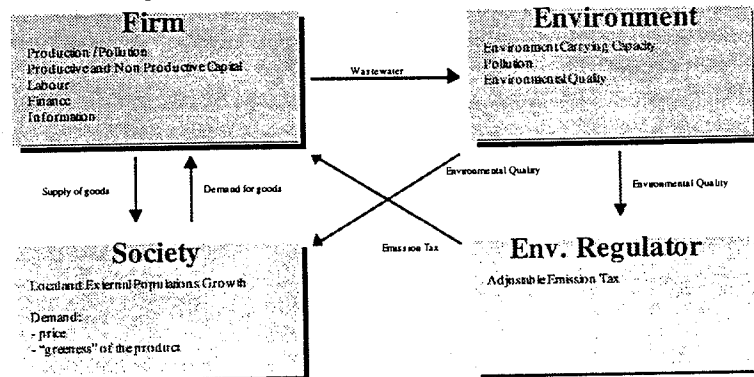 Firm
Production / Pollution
Productive and Non Productive Capital
Labour
Finance
Information
Environment
Environment Carrying Capacity
Pollution
Environmental Quality
Wastewater
Supply of goods
Demand for goods
Environmental Quality
Environmental Quality
Emission Tax
Society
Local and External Populations Growth
Demand:
- price
- "greeness" of the product
Env. Regulator
Adjustable Emission Tax